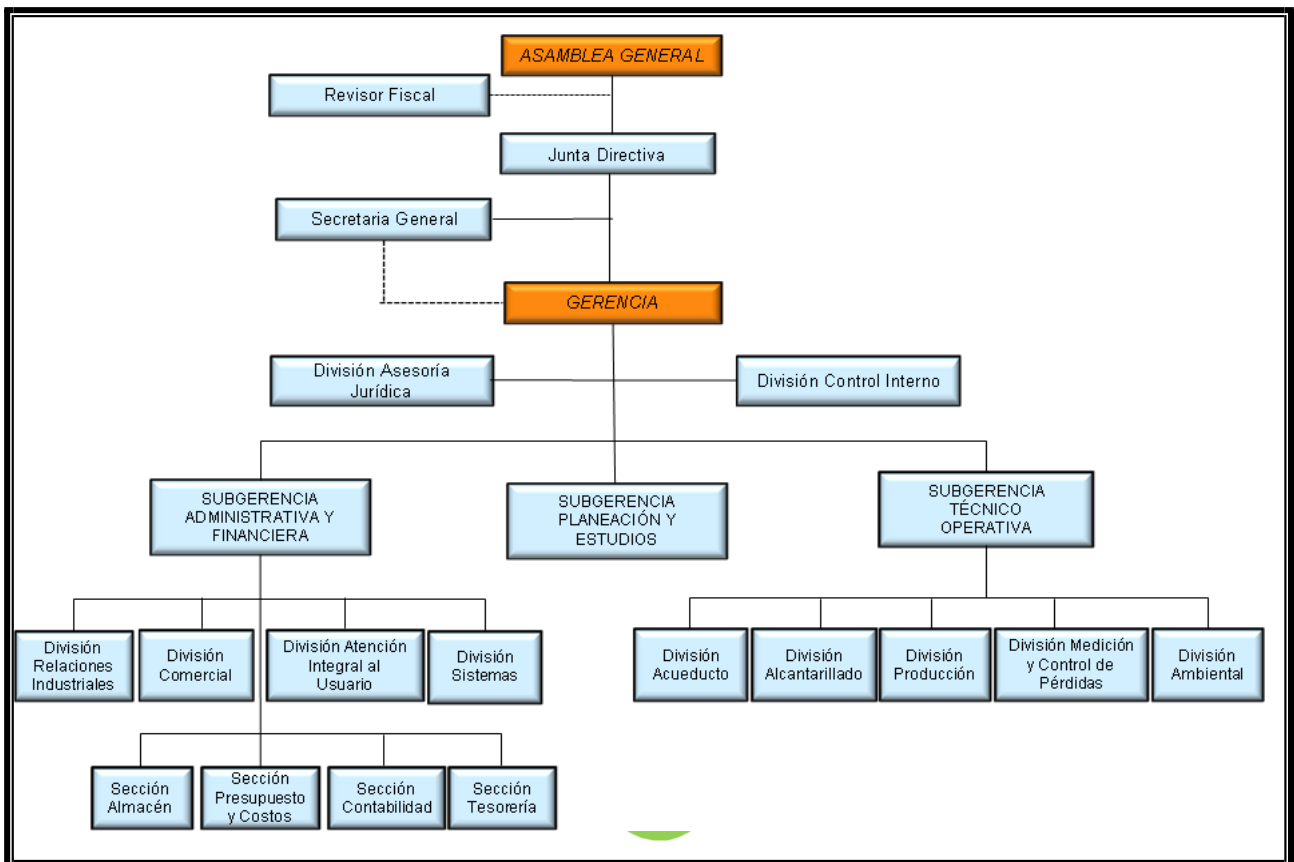 ASAMBLEA GENERAL
Revisor Fiscal
Junta Directiva
Secretaria General
GERENCIA
División Asesoría
Jurídica
División Control Interno
SUBGERENCIA
ADMINISTRATIVA Y
FINANCIERA
SUBGERENCIA
PLANEACIÓN Y
ESTUDIOS
SUBGERENCIA
TÉCNICO
OPERATIVA
División
Relaciones
Industriales
División
Comercial
División Atención
Integral al
Usuario
División
Sistemas
División
Acueducto
División
Alcantarillado
División
Producción
División Medición
y Control de
Pérdidas
División
Ambiental
Sección
Almacén
Sección
Presupuesto
y Costos
Sección
Contabilidad
Sección
Tesorería